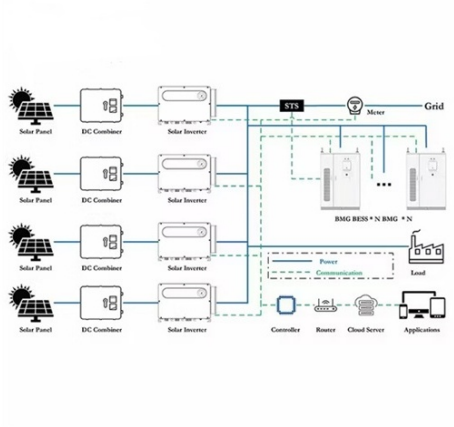 STS
Meter
Grid
Solar Panel
DC Combiner
Solar Inverter
Solar Panel
DC Combiner
Solar Inverter
BMG BESS * N BMG * N
Solar Panel
DC Combiner
Solar Inverter
Power
Communication
Load
Solar Panel
DC Combiner
Solar Inverter
Controller
Router
Cloud Server
Applications